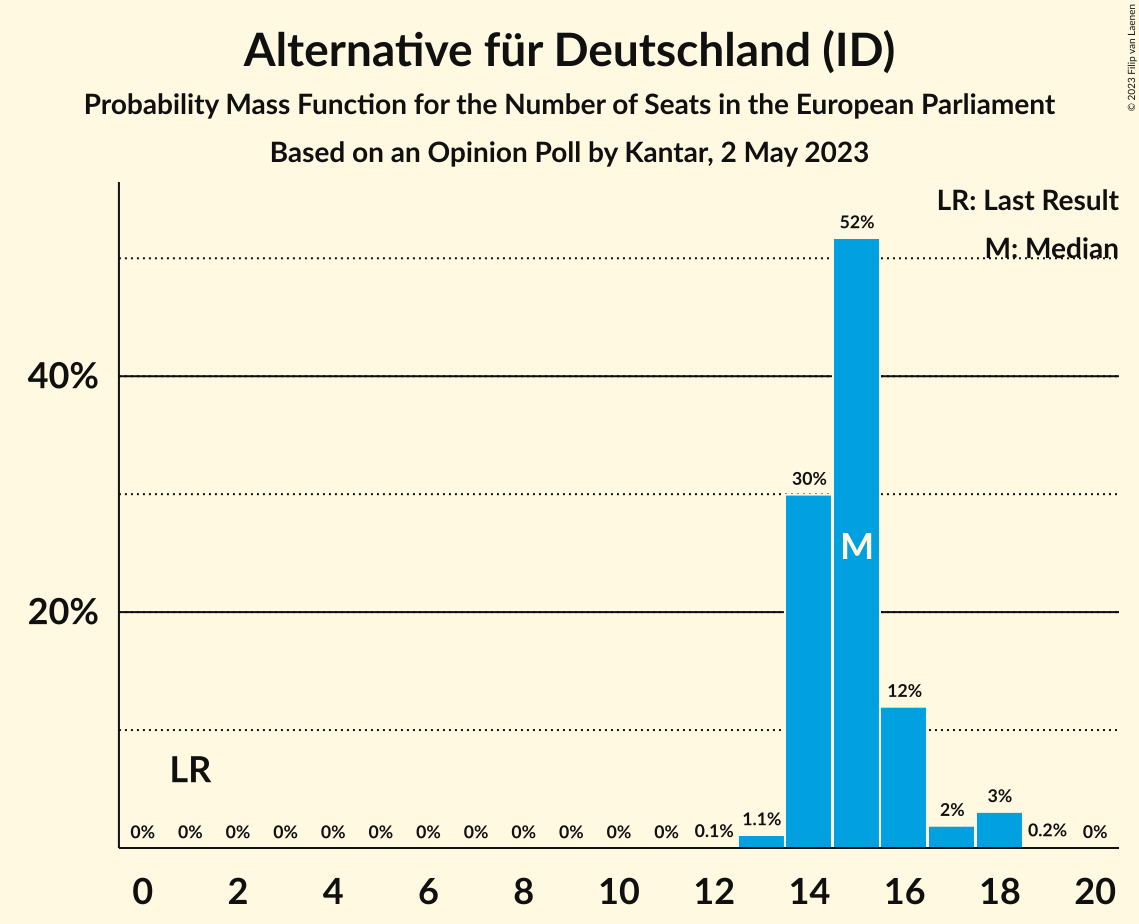 Alternative für Deutschland (ID)
Probability Mass Function for the Number of Seats in the European Parliament
Based on an Opinion Poll by Kantar, 2 May 2023
© 2023 Filip van Laenen
LR: Last Result
M: Median
52%
40%
30%
M
20%
12%
LR
0% 0% 0% 0% 0% 0% 0% 0% 0% 0% 0% 0% 0.1% 1.1% 2% 3% 0.2% 0%
0 2 4 6 8 10 12 14 16 18 20